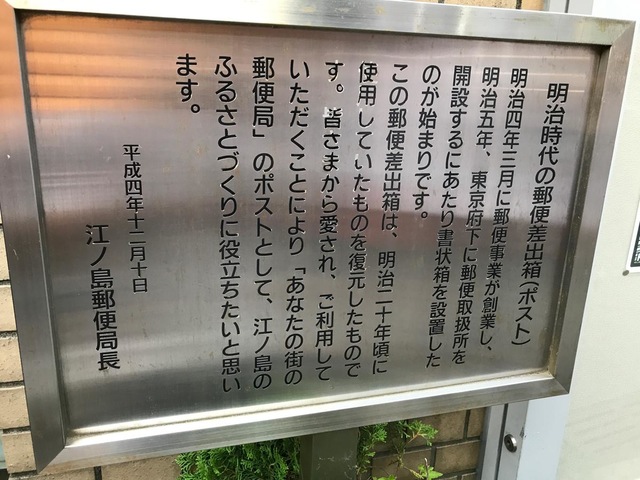 明治時代の郵便差出箱（ポスト）
明治四年三月に郵便事業が創業し、
明治五年、東京府下に郵便取扱所を
開設するにあたり書状箱を設置した
のが始まりです。
この郵便差出箱は、明治二十年頃に
使用していたものを復元したもので
す。皆さまから愛され、ご利用して
いただくことにより「あなたの街の
郵便局」のポストとして、江ノ島の
ふるさとづくりに役立ちたいと思い
ます。
平成四年十二月十日
江ノ島郵便局長